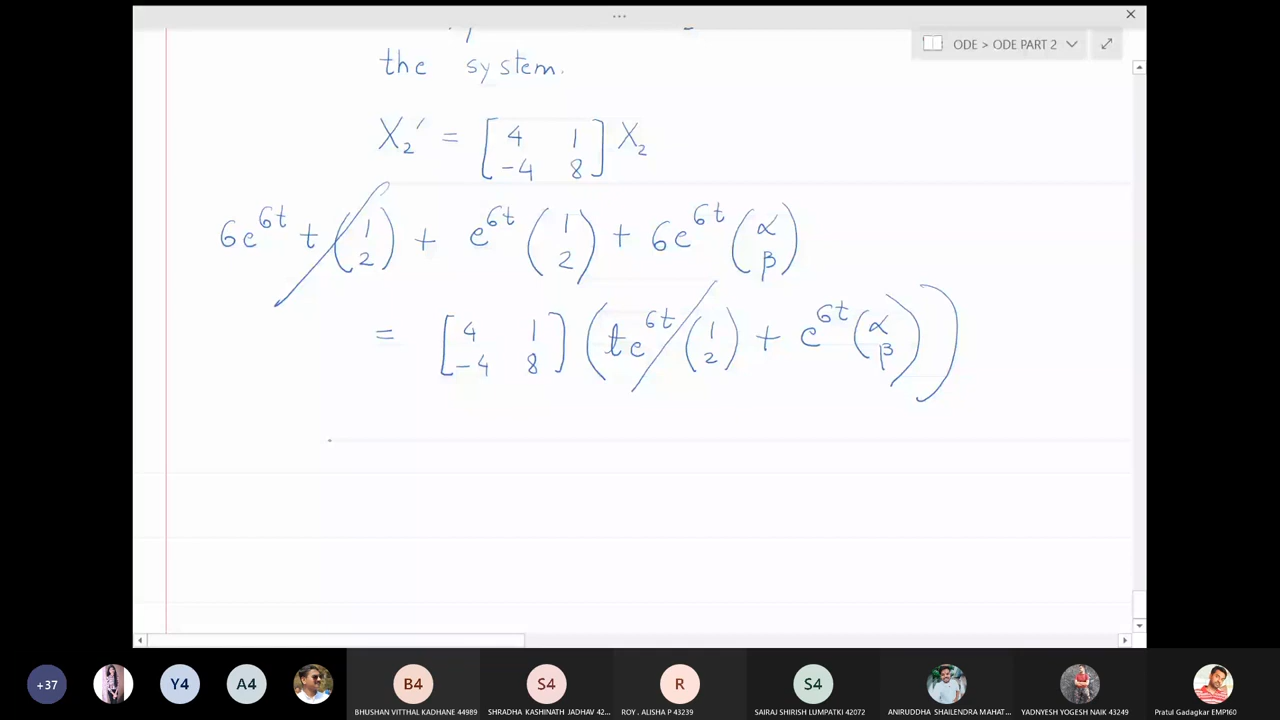 ODE > ODE PART 2
the system.
X₂′ = [4 1; -4 8] X₂
6e^{6t} t (1 2) + e^{6t} (1 2) + 6e^{6t} (α β)
= [4 1; -4 8] (te^{6t} (1 2) + e^{6t} (α β))
+37
Y4
A4
B4
S4
R
S4
BHUSHAN VITTHAL KADHANE 44989
SHRADHA KASHINATH JADHAV 42...
ROY . ALISHA P 43239
SAIRAJ SHIRISH LUMPATKI 42072
ANIRUDDHA SHAILENDRA MAHAT...
YADNYESH YOGESH NAIK 43249
Pratul Gadagkar EMP160